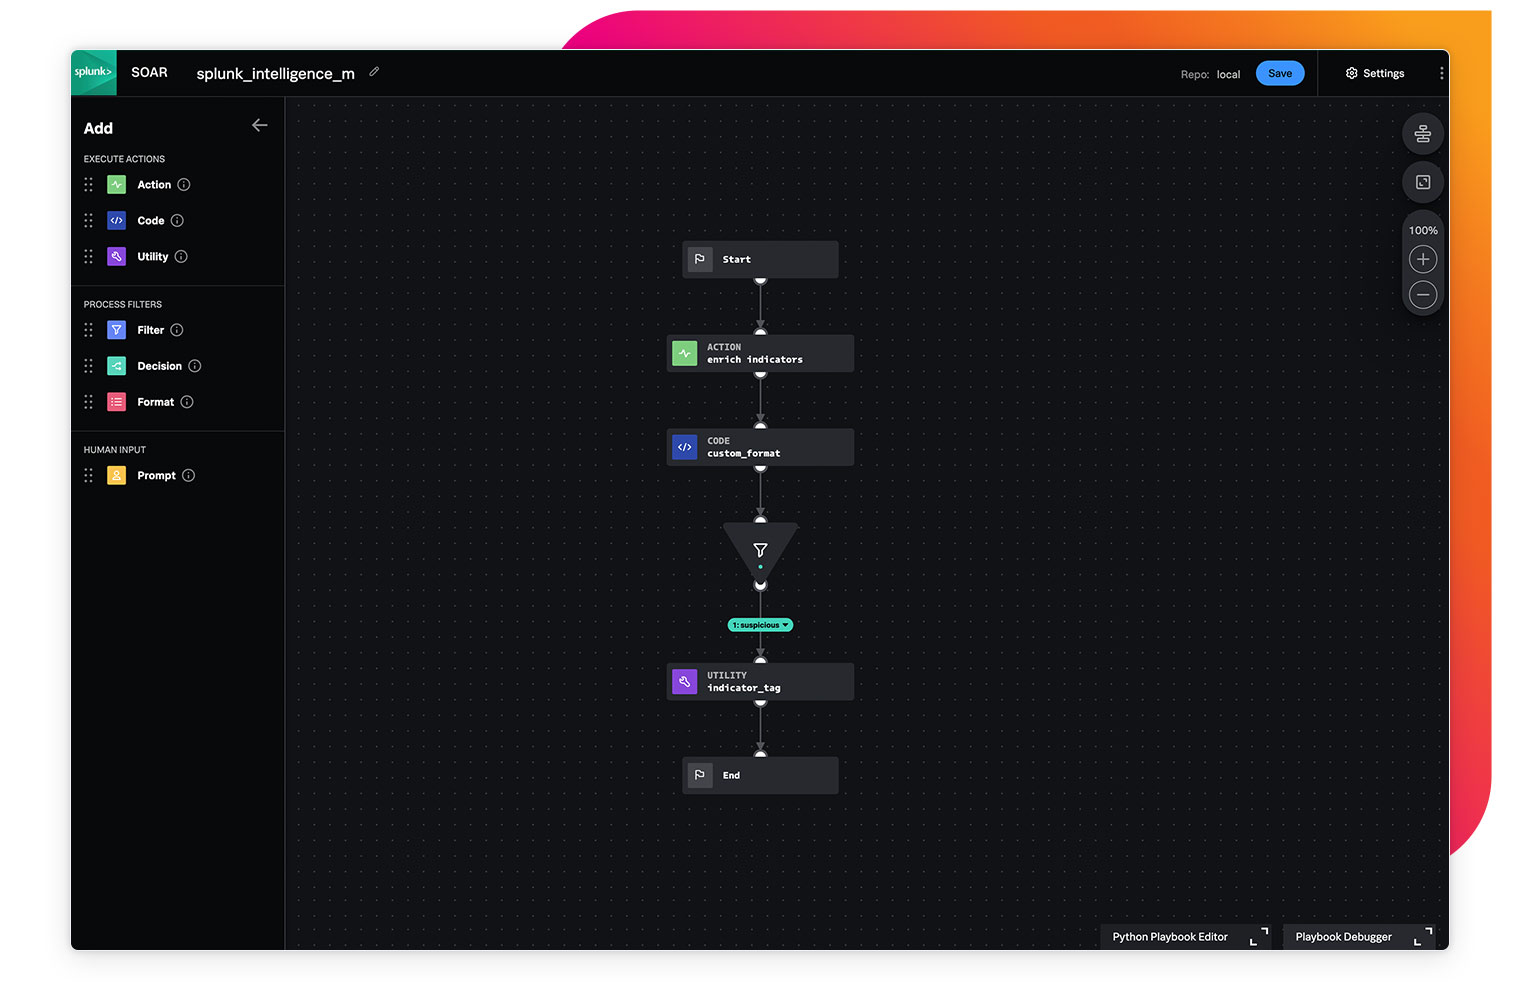 splunk>
SOAR
splunk_intelligence_m
Repo: local
Save
Settings
Add
EXECUTE ACTIONS
Action
Code
Utility
PROCESS FILTERS
Filter
Decision
Format
HUMAN INPUT
Prompt
100%
Start
ACTION
enrich indicators
CODE
custom_format
1: suspicious
UTILITY
indicator_tag
End
Python Playbook Editor
Playbook Debugger